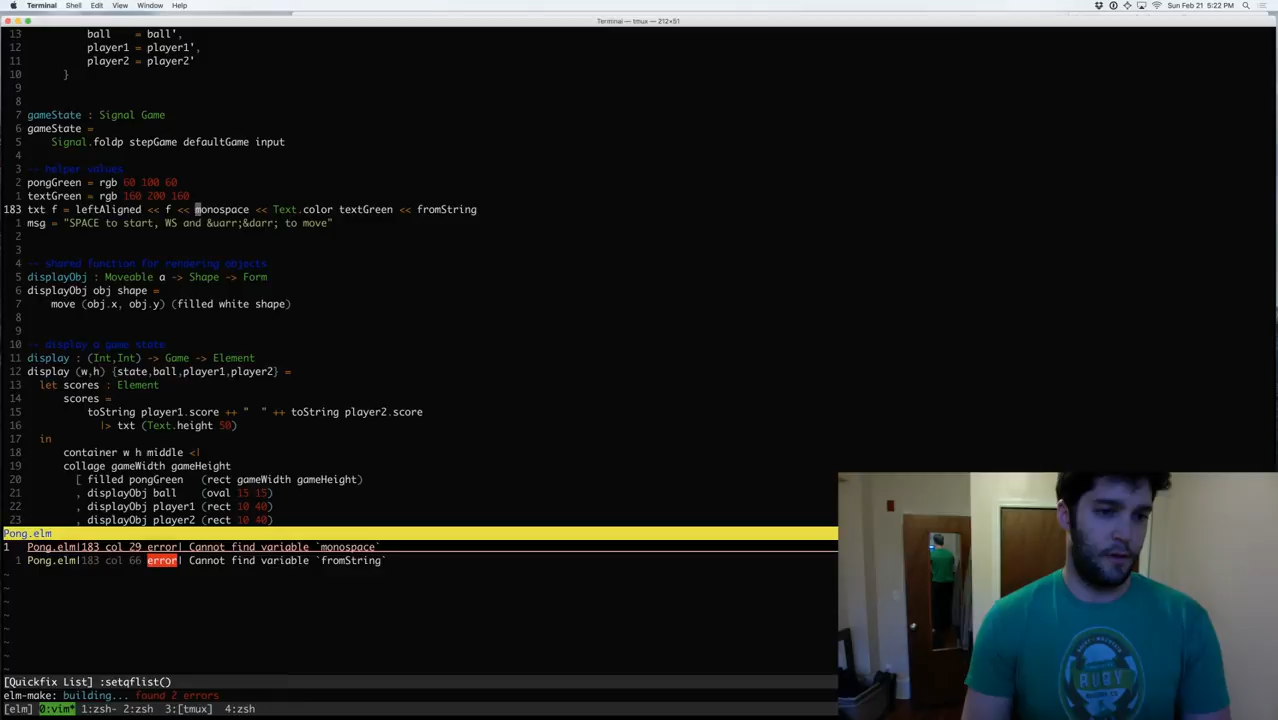 Terminal Shell Edit View Window Help Sun Feb 21 5:22 PM
Terminal — tmux — 212×51
13 ball = ball',
12 player1 = player1',
11 player2 = player2'
10 }
9
8
7 gameState : Signal Game
6 gameState =
5 Signal.foldp stepGame defaultGame input
4
3 -- helper values
2 pongGreen = rgb 60 100 60
1 textGreen = rgb 160 200 160
183 txt f = leftAligned << f << monospace << Text.color textGreen << fromString
1 msg = "SPACE to start, WS and &uarr;&darr; to move"
2
3
4 -- shared function for rendering objects
5 displayObj : Moveable a -> Shape -> Form
6 displayObj obj shape =
7 move (obj.x, obj.y) (filled white shape)
8
9
10 -- display a game state
11 display : (Int,Int) -> Game -> Element
12 display (w,h) {state,ball,player1,player2} =
13 let scores : Element
14 scores =
15 toString player1.score ++ "  " ++ toString player2.score
16 |> txt (Text.height 50)
17 in
18 container w h middle <|
19 collage gameWidth gameHeight
20 [ filled pongGreen (rect gameWidth gameHeight)
21 , displayObj ball (oval 15 15)
22 , displayObj player1 (rect 10 40)
23 , displayObj player2 (rect 10 40)
Pong.elm
1 Pong.elm|183 col 29 error| Cannot find variable `monospace`
1 Pong.elm|183 col 66 error| Cannot find variable `fromString`
~
~
~
~
~
~
~
[Quickfix List] :setqflist()
elm-make: building... found 2 errors
[elm] 0:vim* 1:zsh- 2:zsh 3:[tmux] 4:zsh
RUBY